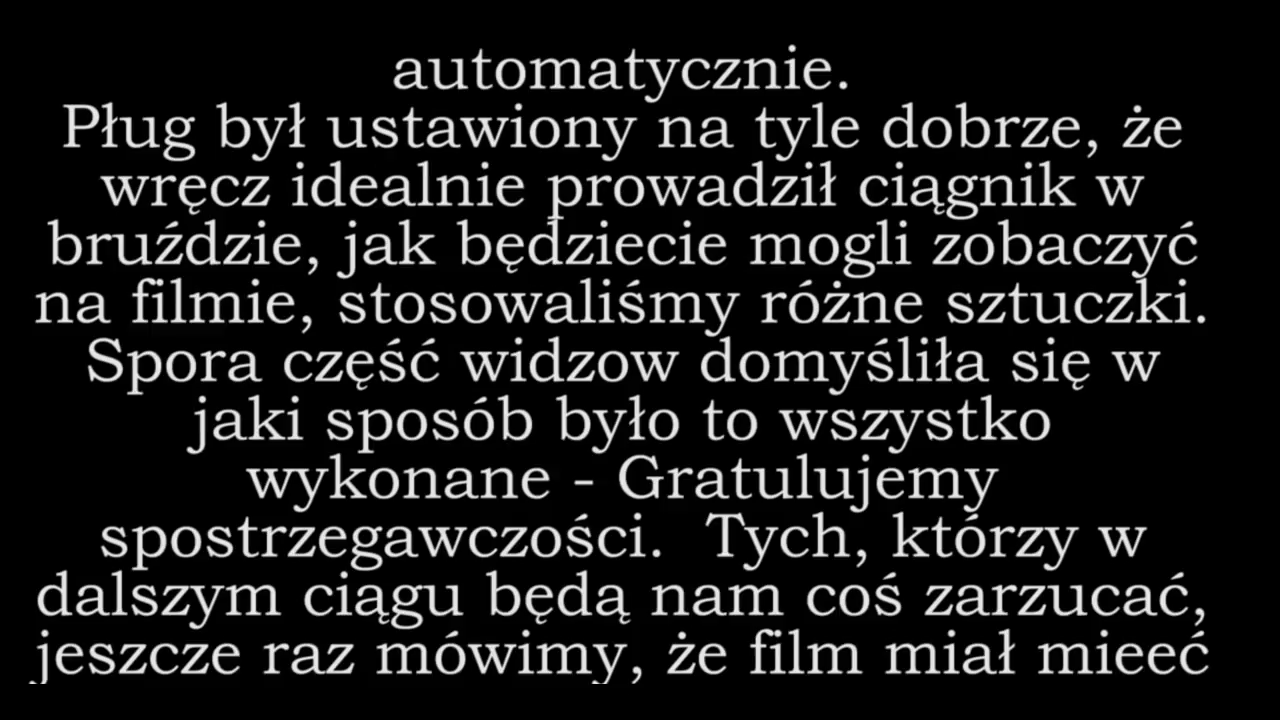 automatycznie.
Pług był ustawiony na tyle dobrze, że
wręcz idealnie prowadził ciągnik w
bruździe, jak będziecie mogli zobaczyć
na filmie, stosowaliśmy różne sztuczki.
Spora część widzow domyśliła się w
jaki sposób było to wszystko
wykonane - Gratulujemy
spostrzegawczości.  Tych, którzy w
dalszym ciągu będą nam coś zarzucać,
jeszcze raz mówimy, że film miał mieeć